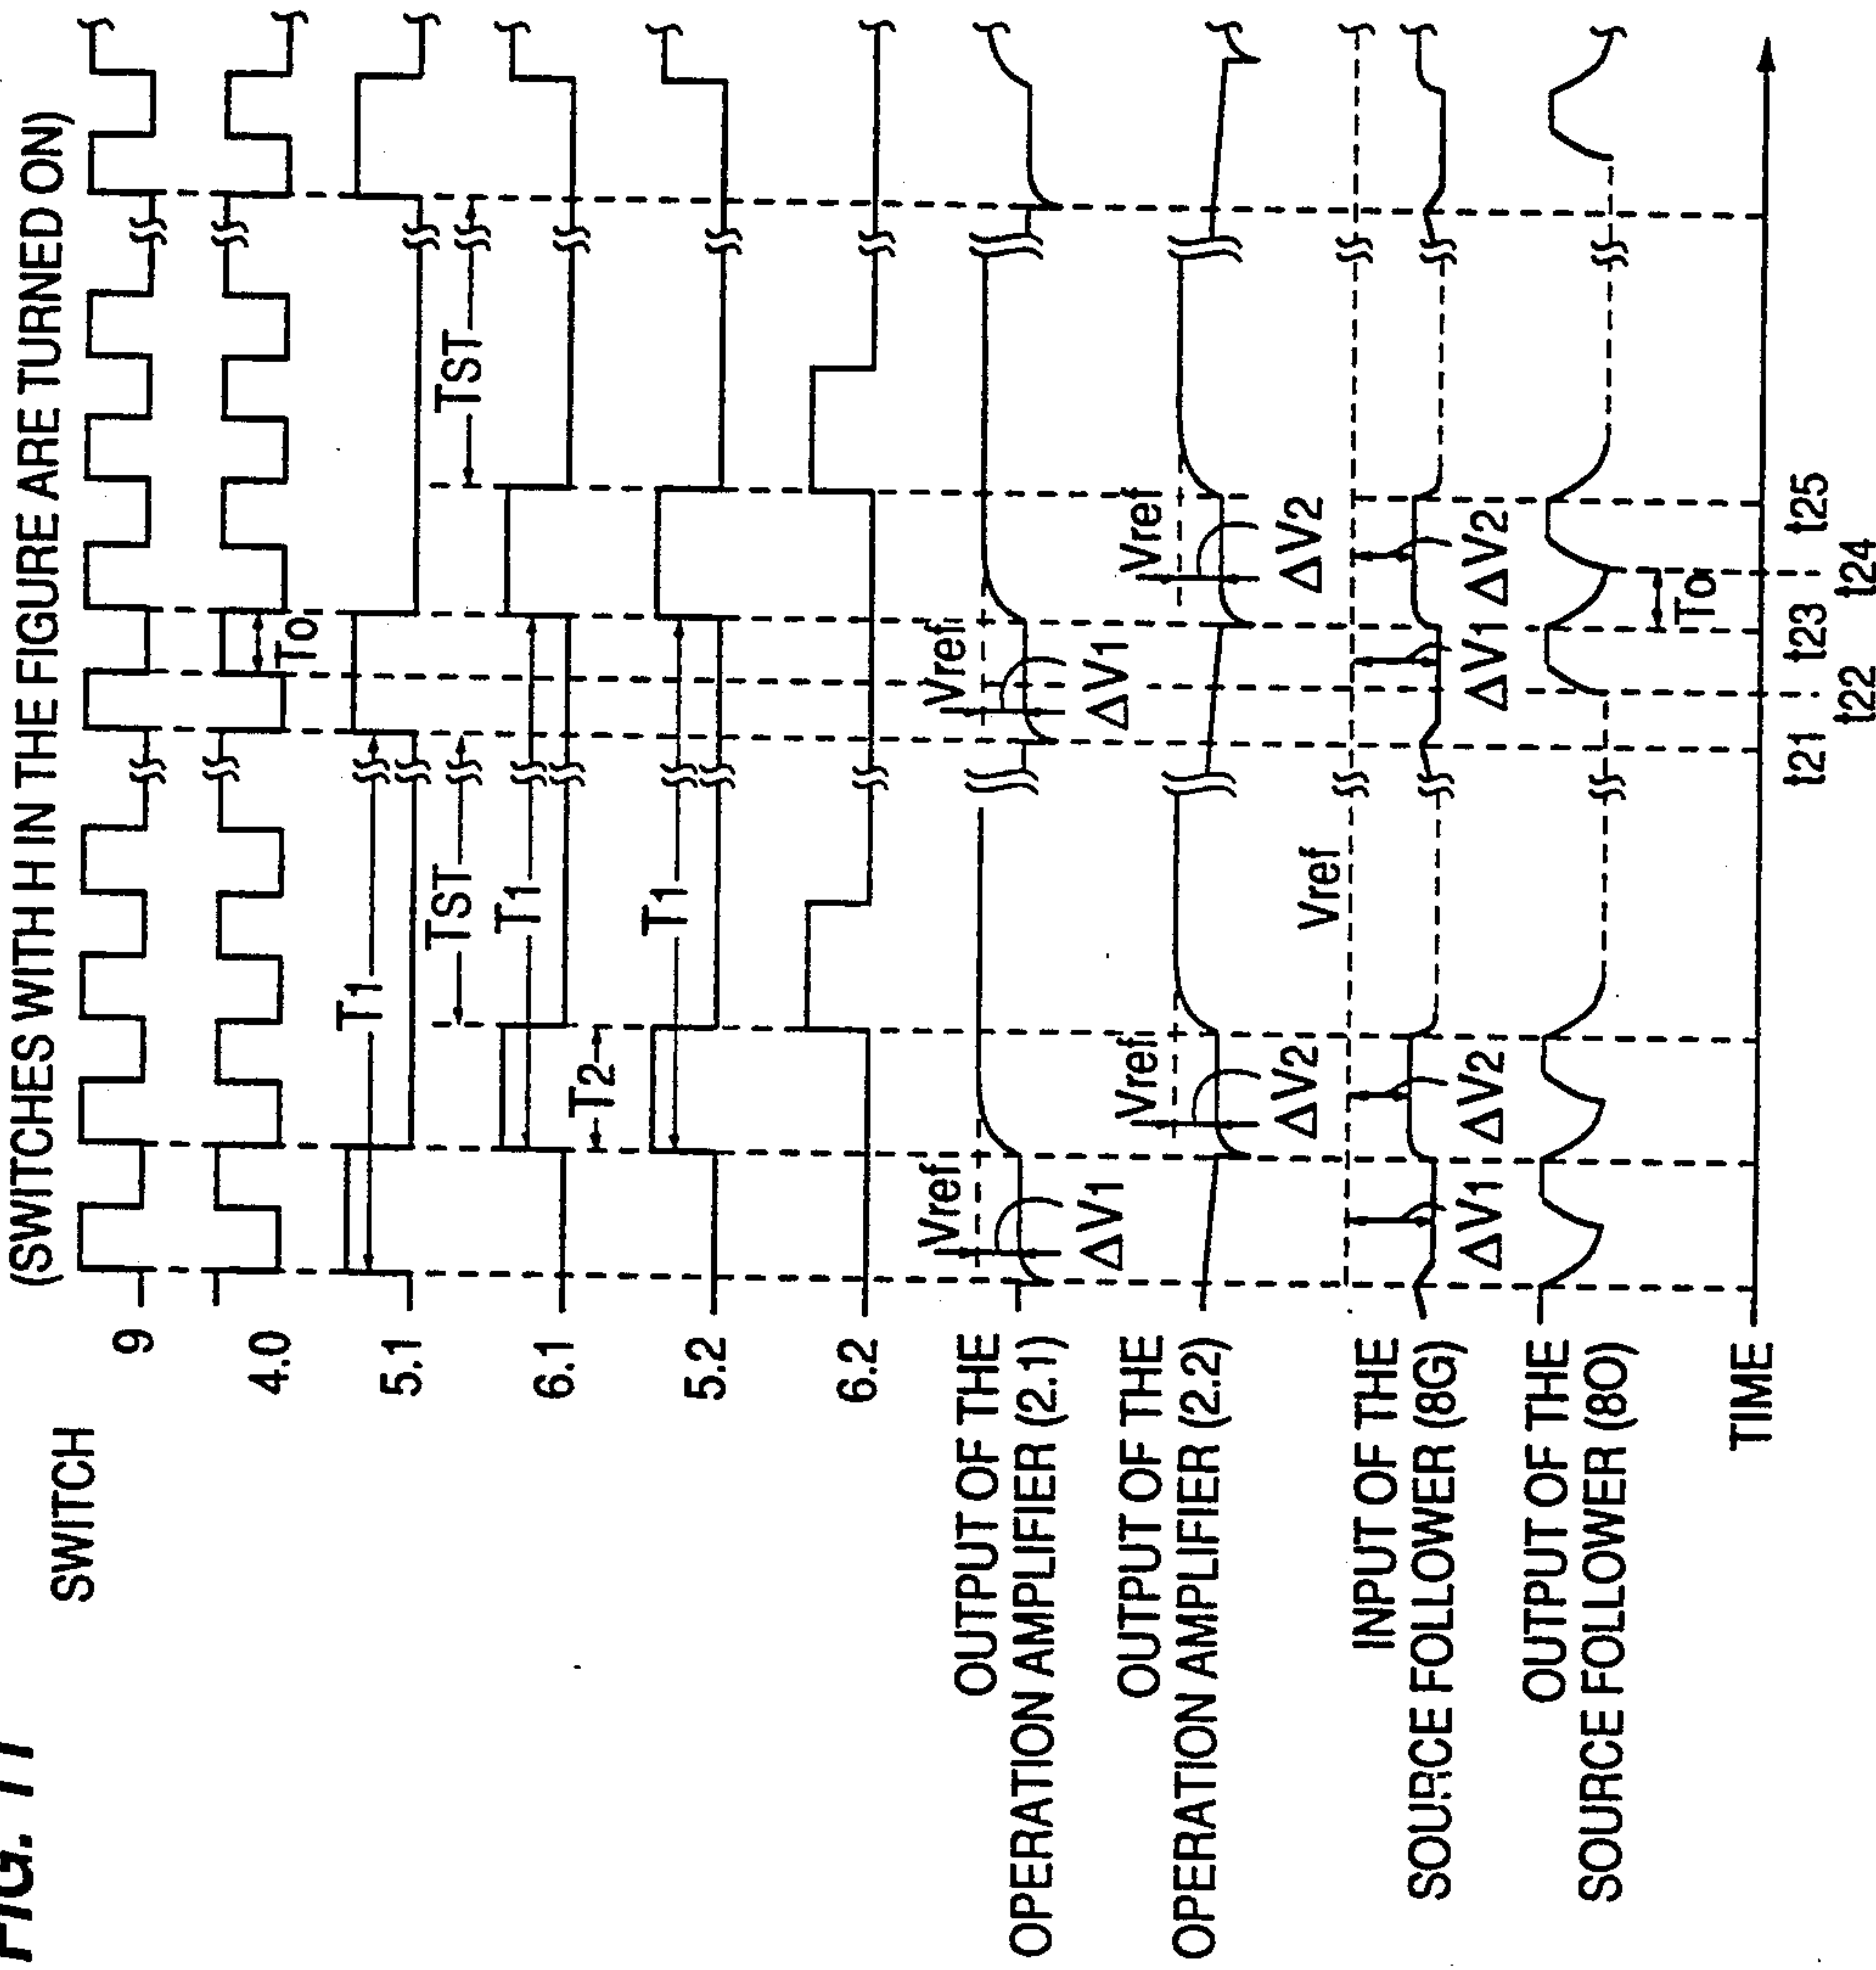 FIG. 11
(SWITCHES WITH H IN THE FIGURE ARE TURNED ON)
SWITCH
9
4.0
To
5.1
T1
TST
TST
6.1
T1
T1
T2
5.2
T1
T1
6.2
OUTPUT OF THE
OPERATION AMPLIFIER (2.1)
Vref
ΔV1
Vref
ΔV1
OUTPUT OF THE
OPERATION AMPLIFIER (2.2)
Vref
ΔV2
Vref
ΔV2
INPUT OF THE
SOURCE FOLLOWER (8G)
Vref
ΔV1
ΔV2
ΔV1
ΔV2
OUTPUT OF THE
SOURCE FOLLOWER (8O)
To
TIME
t21
t22
t23
t24
t25